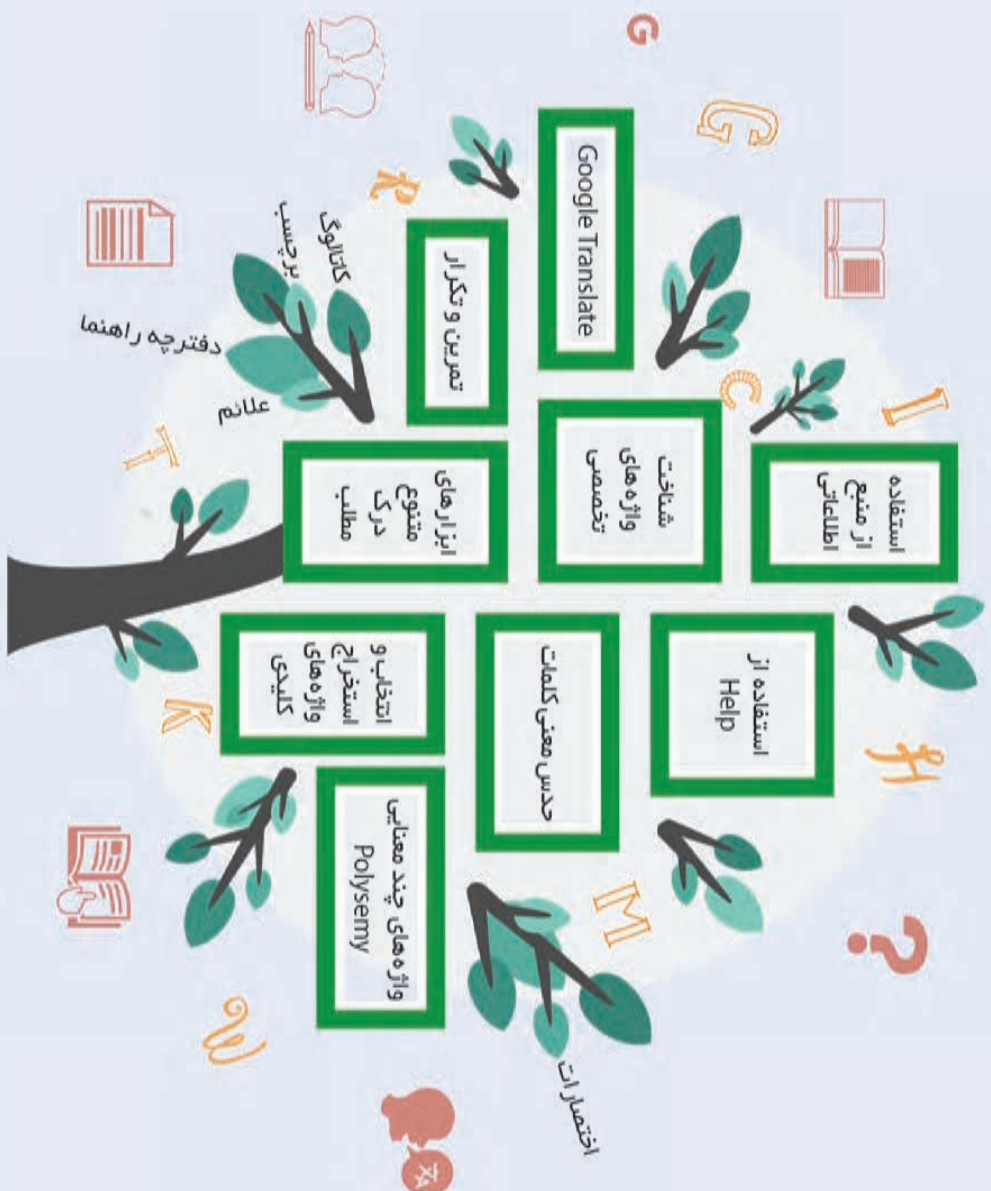 ?
H
I
استفاده
از منبع
اطلاعاتی
استفاده از
Help
C
G
M
G
شناخت
واژه‌های
تخصصی
Google Translate
اختصارات
حدس معنی کلمات
تمرین و تکرار
R
واژه‌های چند معنایی
Polysemy
ابزارهای
متنوع
درک
مطلب
انتخاب و
استخراج
واژه‌های
کلیدی
کاتالوگ
برچسب
دفترچه راهنما
علائم
W
K
T